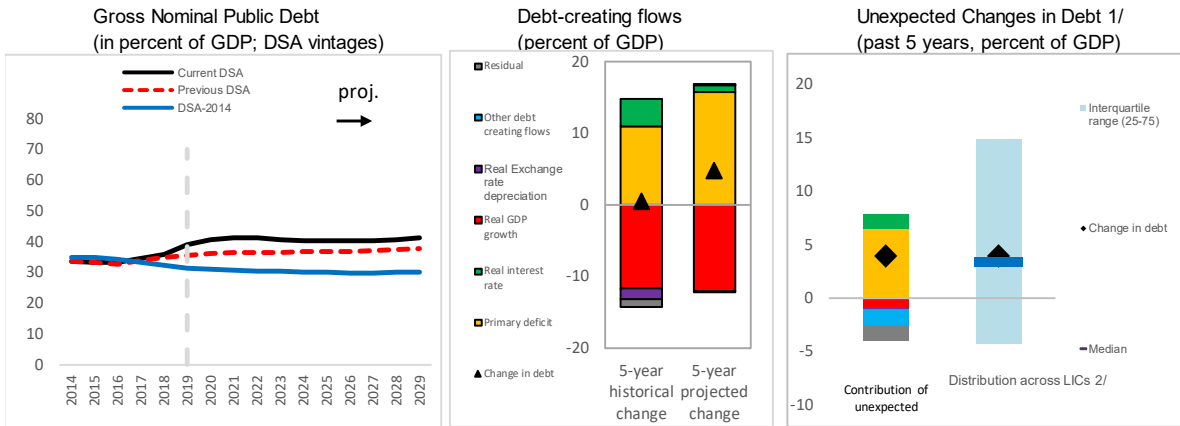 Gross Nominal Public Debt
(in percent of GDP; DSA vintages)
Current DSA
Previous DSA
DSA-2014
proj.
80
70
60
50
40
30
20
10
0
2014
2015
2016
2017
2018
2019
2020
2021
2022
2023
2024
2025
2026
2027
2028
2029
Debt-creating flows
(percent of GDP)
Residual
Other debt
creating flows
Real Exchange
rate
depreciation
Real GDP
growth
Real interest
rate
Primary deficit
Change in debt
20
10
0
-10
-20
5-year
historical
change
5-year
projected
change
Unexpected Changes in Debt 1/
(past 5 years, percent of GDP)
20
15
10
5
0
-5
-10
Interquartile
range (25-75)
Change in debt
Median
Contribution of
unexpected
Distribution across LICs 2/